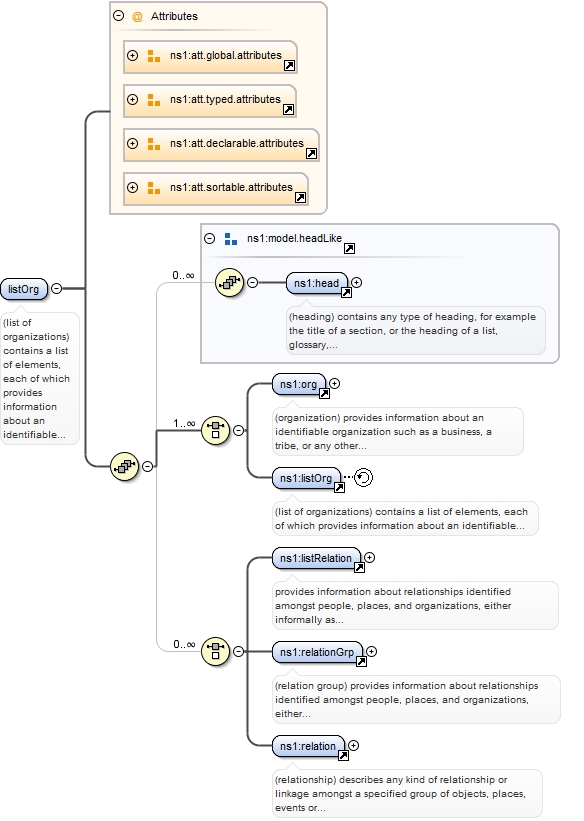 @ Attributes
ns1:att.global.attributes
ns1:att.typed.attributes
ns1:att.declarable.attributes
ns1:att.sortable.attributes
ns1:model.headLike
0..∞
ns1:head
(heading) contains any type of heading, for example
the title of a section, or the heading of a list,
glossary,...
listOrg
(list of
organizations)
contains a list
of elements,
each of which
provides
information
about an
identifiable...
1..∞
ns1:org
(organization) provides information about an
identifiable organization such as a business, a
tribe, or any other...
ns1:listOrg
(list of organizations) contains a list of elements, each
of which provides information about an identifiable...
0..∞
ns1:listRelation
provides information about relationships identified
amongst people, places, and organizations, either
informally as...
ns1:relationGrp
(relation group) provides information about relationships
identified amongst people, places, and organizations,
either...
ns1:relation
(relationship) describes any kind of relationship or
linkage amongst a specified group of objects, places,
events or...